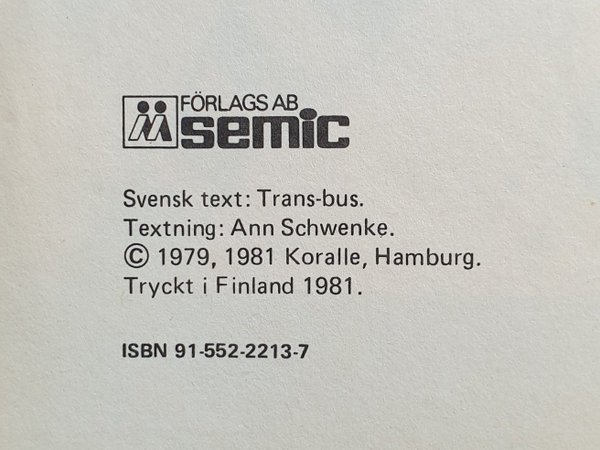 FÖRLAGS AB
semic
Svensk text: Trans-bus.
Textning: Ann Schwenke.
© 1979, 1981 Koralle, Hamburg.
Tryckt i Finland 1981.
ISBN 91-552-2213-7